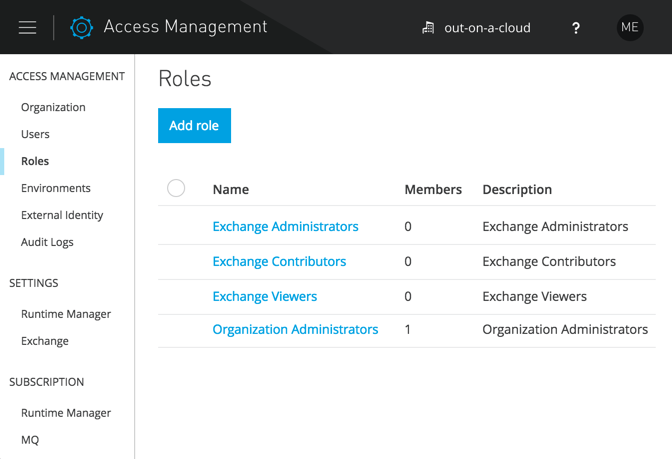 Access Management
out-on-a-cloud
?
ME
ACCESS MANAGEMENT
Organization
Users
Roles
Environments
External Identity
Audit Logs
SETTINGS
Runtime Manager
Exchange
SUBSCRIPTION
Runtime Manager
MQ
Roles
Add role
Name Members Description
Exchange Administrators 0 Exchange Administrators
Exchange Contributors 0 Exchange Contributors
Exchange Viewers 0 Exchange Viewers
Organization Administrators 1 Organization Administrators